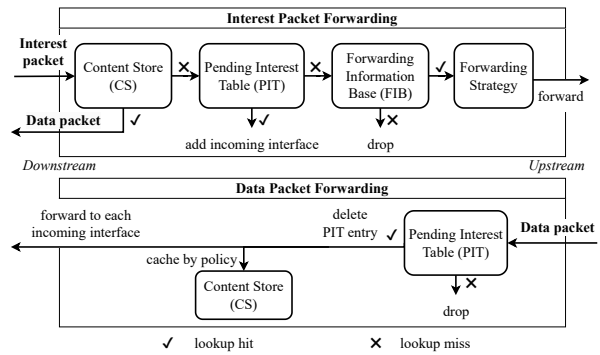 Interest Packet Forwarding
Interest
packet
Content Store
(CS)
Pending Interest
Table (PIT)
Forwarding
Information
Base (FIB)
Forwarding
Strategy
forward
Data packet
add incoming interface
drop
Downstream
Upstream
Data Packet Forwarding
forward to each
incoming interface
delete
PIT entry
Pending Interest
Table (PIT)
Data packet
cache by policy
Content Store
(CS)
drop
✓ lookup hit
✕ lookup miss